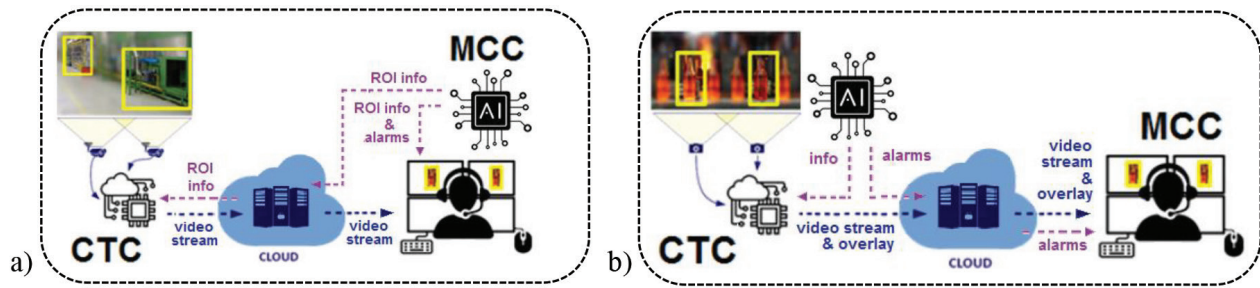 a)
MCC
ROI info
AI
ROI info
&
alarms
ROI
info
video
stream
video
stream
CTC
CLOUD
b)
AI
MCC
info
alarms
video
stream
&
overlay
video stream
& overlay
CTC
CLOUD
alarms